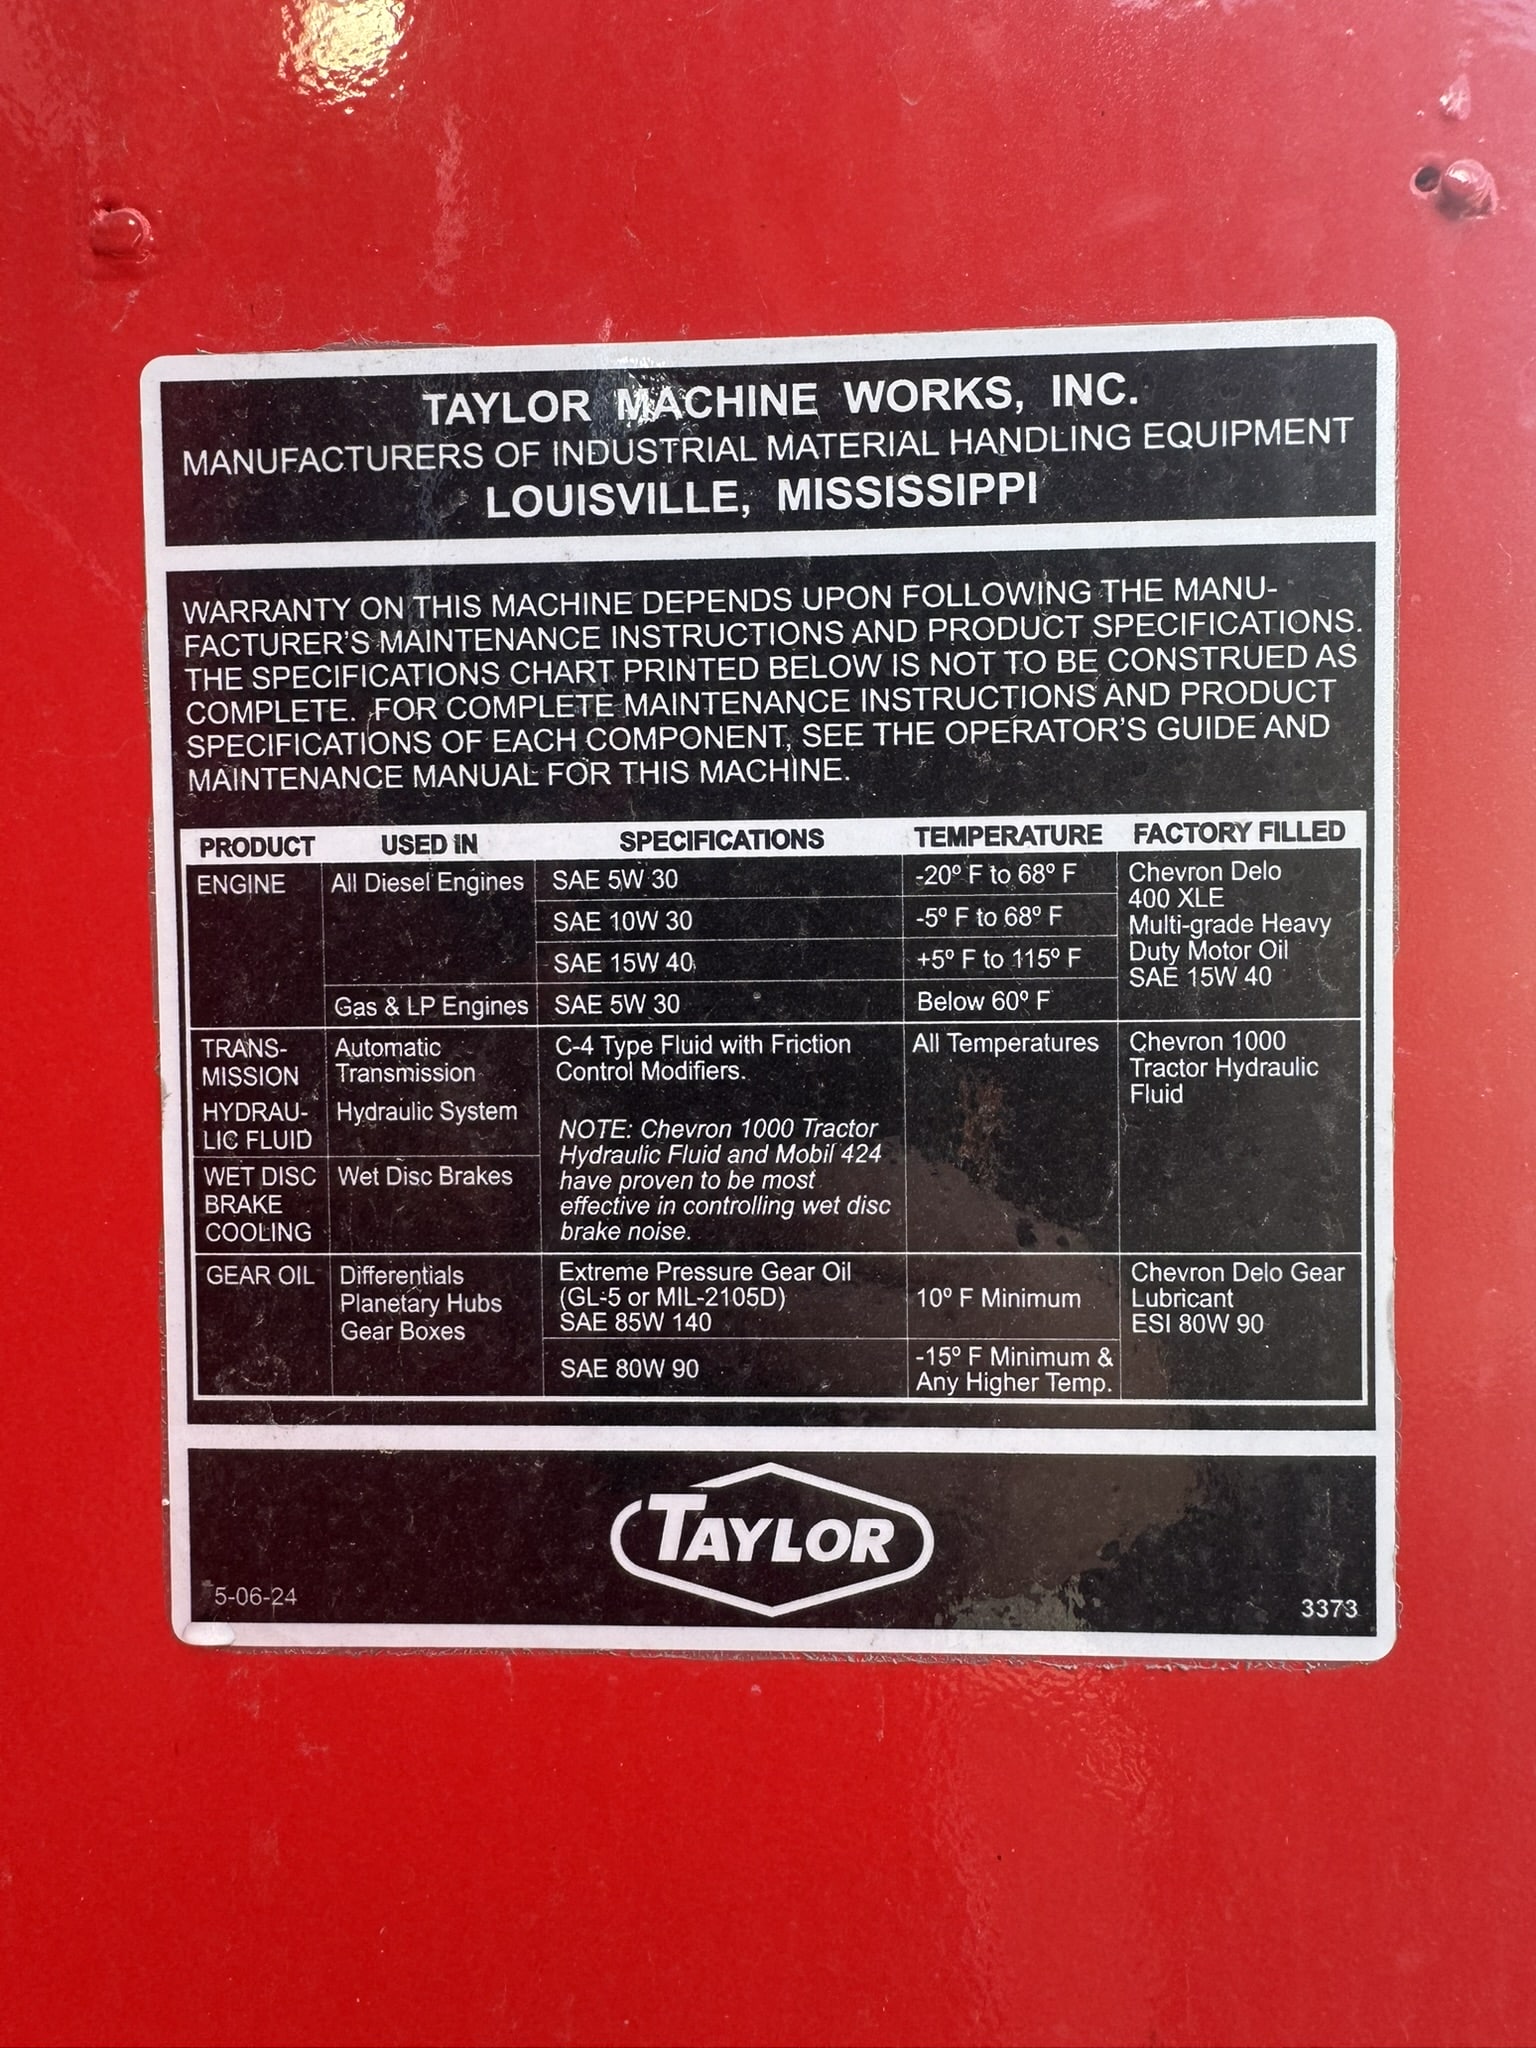 TAYLOR MACHINE WORKS, INC.
MANUFACTURERS OF INDUSTRIAL MATERIAL HANDLING EQUIPMENT
LOUISVILLE, MISSISSIPPI
WARRANTY ON THIS MACHINE DEPENDS UPON FOLLOWING THE MANU-
FACTURER'S MAINTENANCE INSTRUCTIONS AND PRODUCT SPECIFICATIONS.
THE SPECIFICATIONS CHART PRINTED BELOW IS NOT TO BE CONSTRUED AS
COMPLETE. FOR COMPLETE MAINTENANCE INSTRUCTIONS AND PRODUCT
SPECIFICATIONS OF EACH COMPONENT, SEE THE OPERATOR'S GUIDE AND
MAINTENANCE MANUAL FOR THIS MACHINE.
PRODUCT USED IN SPECIFICATIONS TEMPERATURE FACTORY FILLED
ENGINE
All Diesel Engines
SAE 5W 30
-20º F to 68º F
SAE 10W 30
-5º F to 68º F
SAE 15W 40
+5º F to 115º F
Gas & LP Engines
SAE 5W 30
Below 60º F
Chevron Delo
400 XLE
Multi-grade Heavy
Duty Motor Oil
SAE 15W 40
TRANS-
MISSION
Automatic
Transmission
HYDRAU-
LIC FLUID
Hydraulic System
WET DISC
BRAKE
COOLING
Wet Disc Brakes
C-4 Type Fluid with Friction
Control Modifiers.
NOTE: Chevron 1000 Tractor
Hydraulic Fluid and Mobil 424
have proven to be most
effective in controlling wet disc
brake noise.
All Temperatures
Chevron 1000
Tractor Hydraulic
Fluid
GEAR OIL
Differentials
Planetary Hubs
Gear Boxes
Extreme Pressure Gear Oil
(GL-5 or MIL-2105D)
SAE 85W 140
10º F Minimum
SAE 80W 90
-15º F Minimum &
Any Higher Temp.
Chevron Delo Gear
Lubricant
ESI 80W 90
TAYLOR
5-06-24
3373